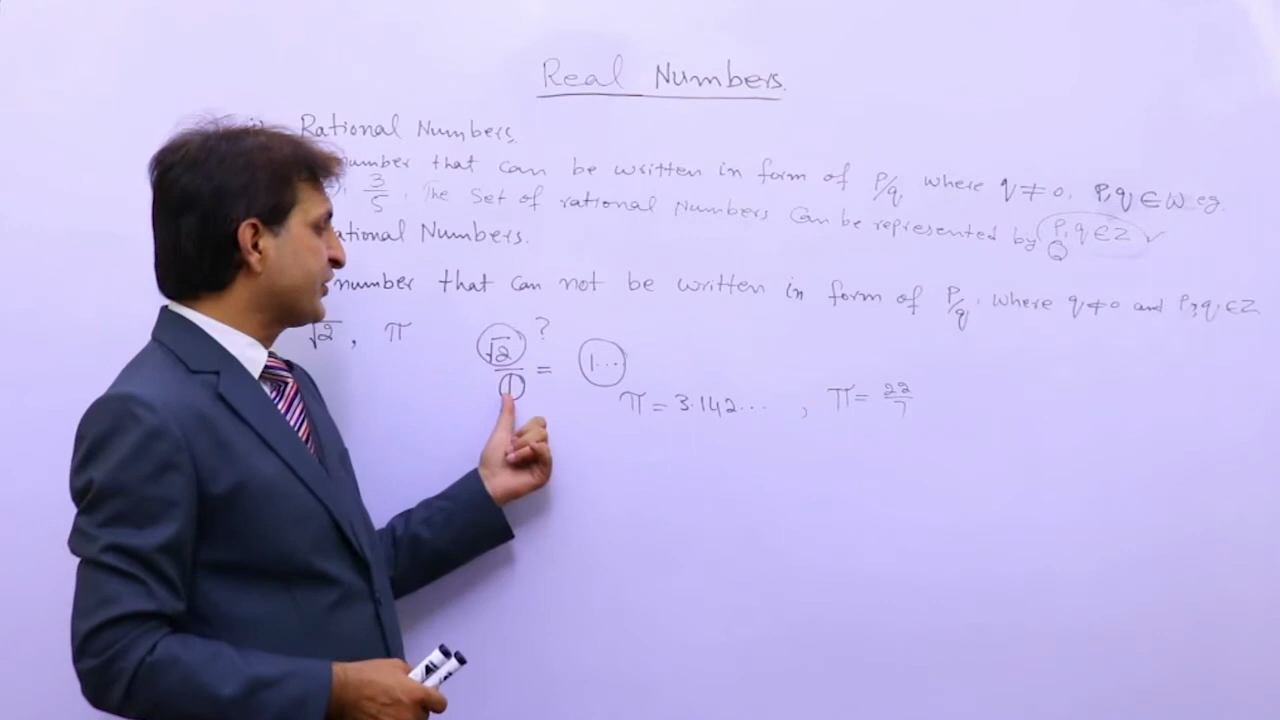 Real Numbers.
Rational Numbers.
number that can be written in form of P/q where q ≠ 0, P,q ∈ W eg.
3/5. The Set of rational Numbers can be represented by P,q ∈ Z ✓
Q
ational Numbers.
number that can not be written in form of P/q. where q ≠ 0 and P,q ∈ Z
√2, π
√2/1 = ? 1...
π = 3.142..., π = 22/7